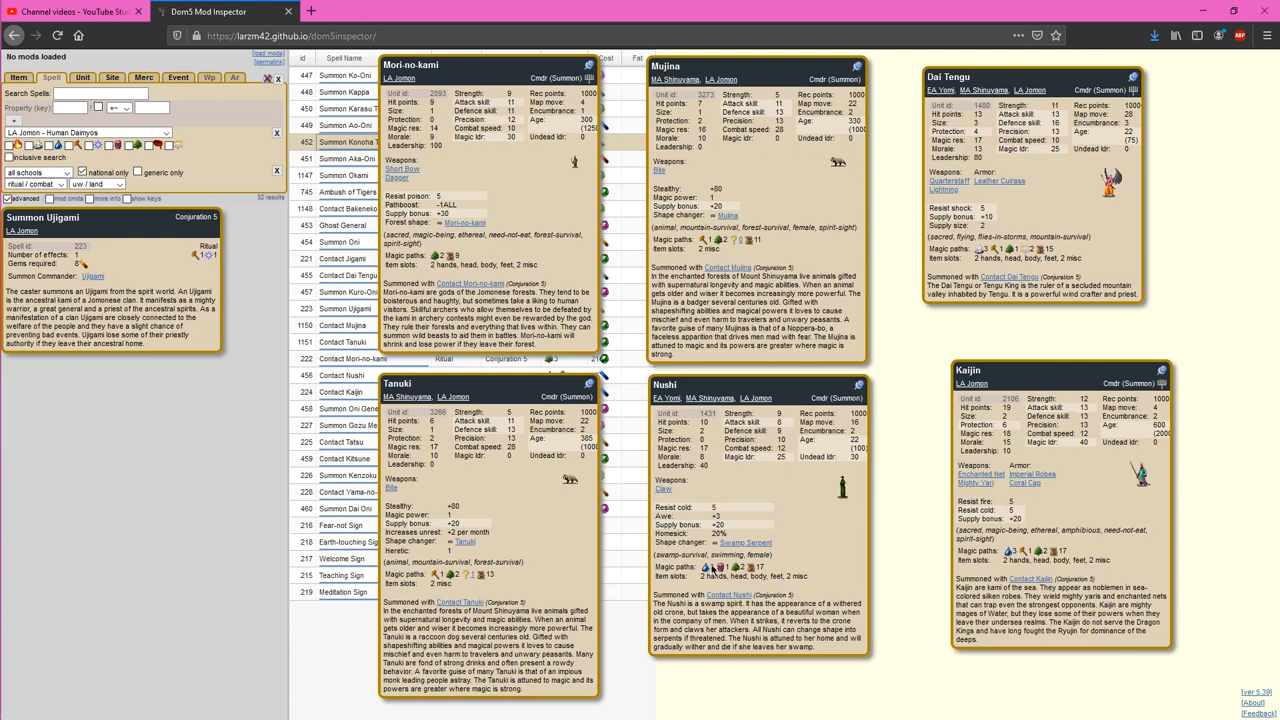 Channel videos - YouTube Stu
Dom5 Mod Inspector
https://larzm42.github.io/dom5inspector/
No mods loaded
[load mods]
[permalink]
Item
Spell
Unit
Site
Merc
Event
Wp
Ar
Search Spells:
Property (key):
LA Jomon - Human Daimyos
inclusive search
all schools
national only
generic only
ritual / combat
uw / land
advanced
mod cmds
more info
show keys
32 results
Summon Ujigami
Conjuration 5
Spell id: 223
Ritual
Number of effects: 1
Gems required: 8
Summon Commander: Ujigami
The caster summons an Ujigami from the spirit world. An Ujigami
is the ancestral kami of a Jomonese clan. It manifests as a mighty
warrior, a great general and a priest of the ancestral spirits. As a
manifestation of a clan Ujigami are closely connected to the
welfare of the people and they have a slight chance of
preventing bad events. Ujigami lose some of their priestly
authority if they leave their ancestral home.
id Spell Name Cost Fat
447 Summon Ko-Oni
448 Summon Kappa
450 Summon Karasu T
449 Summon Ao-Oni
452 Summon Konoha T
451 Summon Aka-Oni
1147 Summon Okami
745 Ambush of Tigers
1148 Contact Bakeneko
453 Ghost General
454 Summon Oni
221 Contact Jigami
455 Contact Dai Tengu
457 Summon Kuro-Oni
223 Summon Ujigami
1150 Contact Mujina
1151 Contact Tanuki
222 Contact Mori-no-kami Ritual Conjuration 5
456 Contact Nushi
224 Contact Kaijin
458 Summon Oni Gene
227 Summon Gozu Me
225 Contact Tatsu
459 Contact Kitsune
226 Summon Kenzoku
228 Contact Yama-no-
460 Summon Dai Oni
216 Fear-not Sign
218 Earth-touching Sign
217 Welcome Sign
215 Teaching Sign
219 Meditation Sign
Mori-no-kami
LA Jomon
Cmdr (Summon)
Unit id: 2093 Strength: 9 Rec points: 1000
Hit points: 9 Attack skill: 11 Map move: 4
Size: 1 Defence skill: 11 Encumbrance: 1
Protection: 0 Precision: 12 Age: 300
Magic res: 14 Combat speed: 10 (1250
Morale: 9 Magic ldr: 30 Undead ldr: 0
Leadership: 100
Weapons:
Short Bow
Dagger
Resist poison: 5
Pathboost: -1ALL
Supply bonus: +30
Forest shape: Mori-no-kami
(sacred, magic-being, ethereal, need-not-eat, forest-survival,
spirit-sight)
Magic paths: 2 9
Item slots: 2 hands, head, body, feet, 2 misc
Summoned with Contact Mori-no-kami (Conjuration 5)
Mori-no-kami are gods of the Jomonese forests. They tend to be
boisterous and haughty, but sometimes take a liking to human
visitors. Skillful archers who allow themselves to be defeated by
the kami in archery contests might even be rewarded by the god.
They rule their forests and everything that lives within. They can
summon wild beasts to aid them in battles. Mori-no-kami will
shrink and lose power if they leave their forest.
Mujina
MA Shinuyama, LA Jomon
Cmdr (Summon)
Unit id: 3273 Strength: 5 Rec points: 1000
Hit points: 7 Attack skill: 11 Map move: 22
Size: 2 Defence skill: 11 Encumbrance: 2
Protection: 2 Precision: 12 Age: 330
Magic res: 16 Combat speed: 28 (1000
Morale: 10 Magic ldr: 0 Undead ldr: 0
Leadership: 0
Weapons:
Bite
Stealthy: +80
Magic power: 1
Supply bonus: +20
Shape changer: Mujina
(animal, mountain-survival, forest-survival, female, spirit-sight)
Magic paths: 1 2 11
Item slots: 2 misc
Summoned with Contact Mujina (Conjuration 5)
In the enchanted forests of Mount Shinuyama live animals gifted
with supernatural longevity and magic abilities. When an animal
gets older and wiser it becomes increasingly more powerful. The
Mujina is a badger several centuries old. Gifted with
shapeshifting abilities and magical powers it loves to cause
mischief and even harm to travelers and unwary peasants. A
favorite guise of many Mujinas is that of a Noppera-bo, a
faceless apparition that drives men mad with fear. The Mujina is
attuned to magic and its powers are greater where magic is
strong.
Dai Tengu
EA Yomi, MA Shinuyama, LA Jomon
Cmdr (Summon)
Unit id: 1480 Strength: 11 Rec points: 1000
Hit points: 13 Attack skill: 13 Map move: 28
Size: 3 Defence skill: 16 Encumbrance: 3
Protection: 4 Precision: 13 Age: 22
Magic res: 17 Combat speed: 5 (75)
Morale: 13 Magic ldr: 25 Undead ldr: 0
Leadership: 80
Weapons: Armor:
Quarterstaff Leather Cuirass
Lightning
Resist shock: 5
Supply bonus: +10
Supply size: 2
(sacred, flying, flies-in-storms, mountain-survival)
Magic paths: 3 1 1 2 15
Item slots: 2 hands, head, body, feet, 2 misc
Summoned with Contact Dai Tengu (Conjuration 5)
The Dai Tengu or Tengu King is the ruler of a secluded mountain
valley inhabited by Tengu. It is a powerful wind crafter and priest.
Tanuki
MA Shinuyama, LA Jomon
Cmdr (Summon)
Unit id: 3266 Strength: 5 Rec points: 1000
Hit points: 6 Attack skill: 11 Map move: 22
Size: 2 Defence skill: 13 Encumbrance: 2
Protection: 2 Precision: 13 Age: 385
Magic res: 17 Combat speed: 28 (1000
Morale: 10 Magic ldr: 0 Undead ldr: 0
Leadership: 0
Weapons:
Bite
Stealthy: +80
Magic power: 1
Supply bonus: +20
Increases unrest: +2 per month
Shape changer: Tanuki
Heretic: 1
(animal, mountain-survival, forest-survival)
Magic paths: 1 2 1 13
Item slots: 2 misc
Summoned with Contact Tanuki (Conjuration 5)
In the enchanted forests of Mount Shinuyama live animals gifted
with supernatural longevity and magic abilities. When an animal
gets older and wiser it becomes increasingly more powerful. The
Tanuki is a raccoon dog several centuries old. Gifted with
shapeshifting abilities and magical powers it loves to cause
mischief and even harm to travelers and unwary peasants. Many
Tanuki are fond of strong drinks and often present a rowdy
behavior. A favorite guise of many Tanuki is that of an impious
monk leading people astray. The Tanuki is attuned to magic and its
powers are greater where magic is strong.
Nushi
EA Yomi, MA Shinuyama, LA Jomon
Cmdr (Summon)
Unit id: 1431 Strength: 9 Rec points: 1000
Hit points: 10 Attack skill: 8 Map move: 16
Size: 2 Defence skill: 9 Encumbrance: 2
Protection: 0 Precision: 10 Age: 22
Magic res: 17 Combat speed: 12 (100
Morale: 8 Magic ldr: 25 Undead ldr: 30
Leadership: 40
Weapons:
Claw
Resist cold: 5
Awe: +3
Supply bonus: +20
Homesick: 20%
Shape changer: Swamp Serpent
(swamp-survival, swimming, female)
Magic paths: 1 2 17
Item slots: 2 hands, head, body, feet, 2 misc
Summoned with Contact Nushi (Conjuration 5)
The Nushi is a swamp spirit. It has the appearance of a withered
old crone, but takes the appearance of a beautiful woman when
in the company of men. When it strikes, it reverts to the crone
form and claws her attackers. All Nushi can change shape into
serpents if threatened. The Nushi is attuned to her home and will
gradually wither and die if she leaves her swamp.
Kaijin
LA Jomon
Cmdr (Summon)
Unit id: 2106 Strength: 12 Rec points: 1000
Hit points: 19 Attack skill: 13 Map move: 4
Size: 2 Defence skill: 13 Encumbrance: 2
Protection: 6 Precision: 13 Age: 600
Magic res: 18 Combat speed: 12 (2000
Morale: 15 Magic ldr: 40 Undead ldr: 0
Leadership: 10
Weapons: Armor:
Enchanted Net Imperial Robes
Mighty Yari Coral Cap
Resist fire: 5
Resist cold: 5
Supply bonus: +20
(sacred, magic-being, ethereal, amphibious, need-not-eat,
spirit-sight)
Magic paths: 3 1 2 17
Item slots: 2 hands, head, body, feet, 2 misc
Summoned with Contact Kaijin (Conjuration 5)
Kaijin are kami of the sea. They appear as noblemen in sea-
colored silken robes. They wield mighty yaris and enchanted nets
that can trap even the strongest opponents. Kaijin are mighty
mages of Water, but they lose some of their powers when they
leave their undersea realms. The Kaijin do not serve the Dragon
Kings and have long fought the Ryujin for dominance of the
deeps.
[ver 5.39]
[About]
[Feedback]